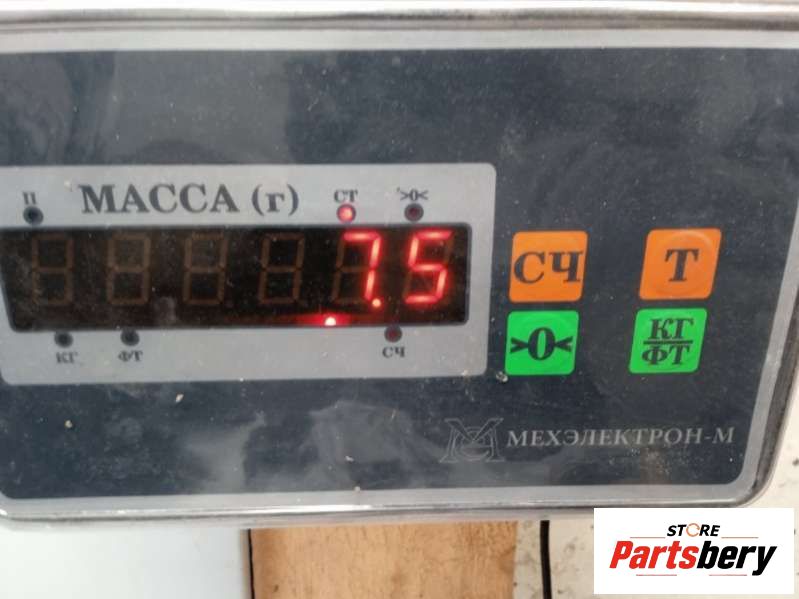 П МАССА (г) СТ >0<
7.5
КГ ФТ СЧ
СЧ Т
>0< КГ
ФТ
МЕХЭЛЕКТРОН-М
STORE
Partsbery